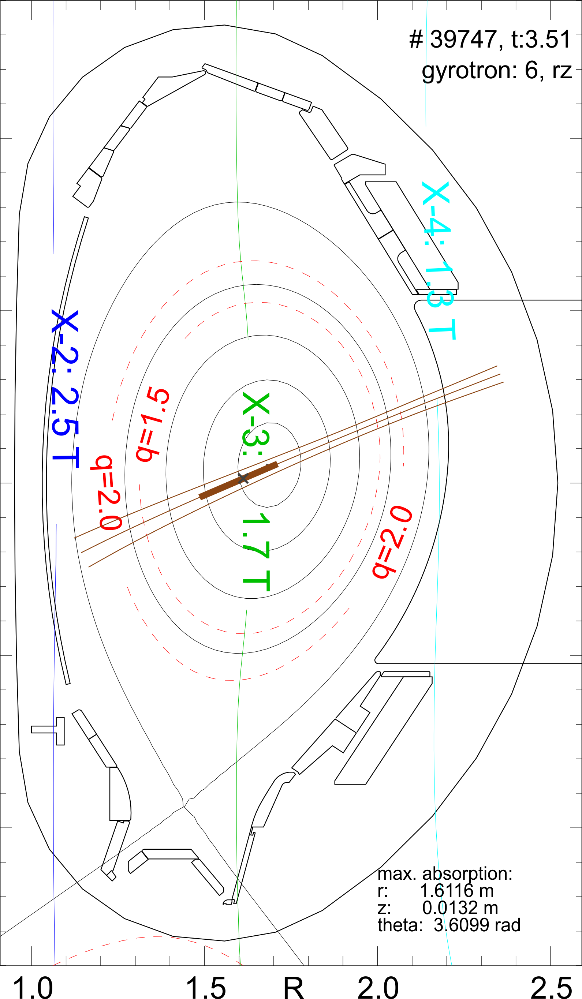 # 39747, t:3.51
gyrotron: 6, rz
X-4: 1.3 T
X-2: 2.5 T
q=1.5
X-3: 1.7 T
q=2.0
q=2.0
max. absorption:
r: 1.6116 m
z: 0.0132 m
theta: 3.6099 rad
1.0 1.5 R 2.0 2.5